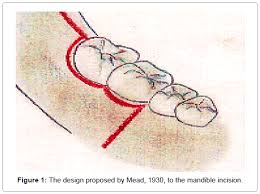 Figure 1: The design proposed by Mead, 1930, to the mandible incision.